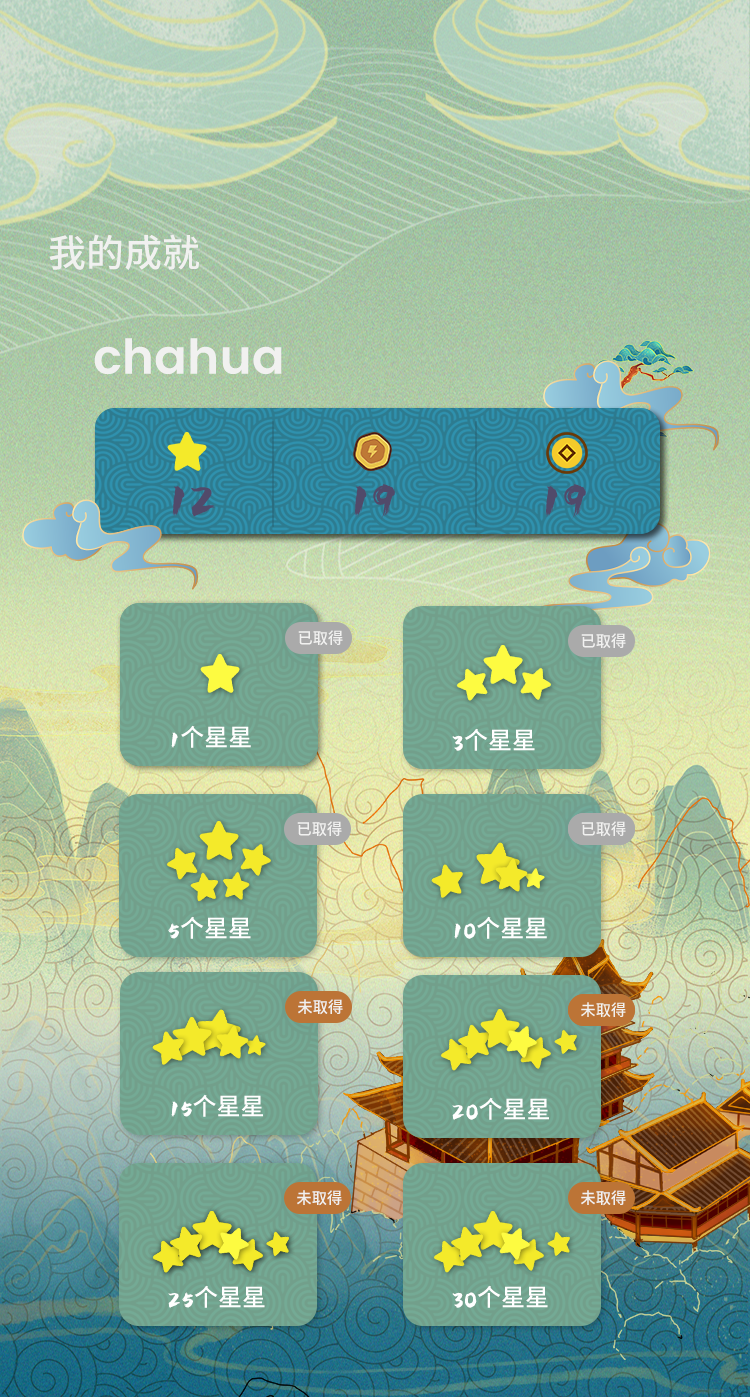 我的成就
chahua
12 19 19
已取得 已取得
1个星星 3个星星
已取得 已取得
5个星星 10个星星
未取得 未取得
15个星星 20个星星
未取得 未取得
25个星星 30个星星